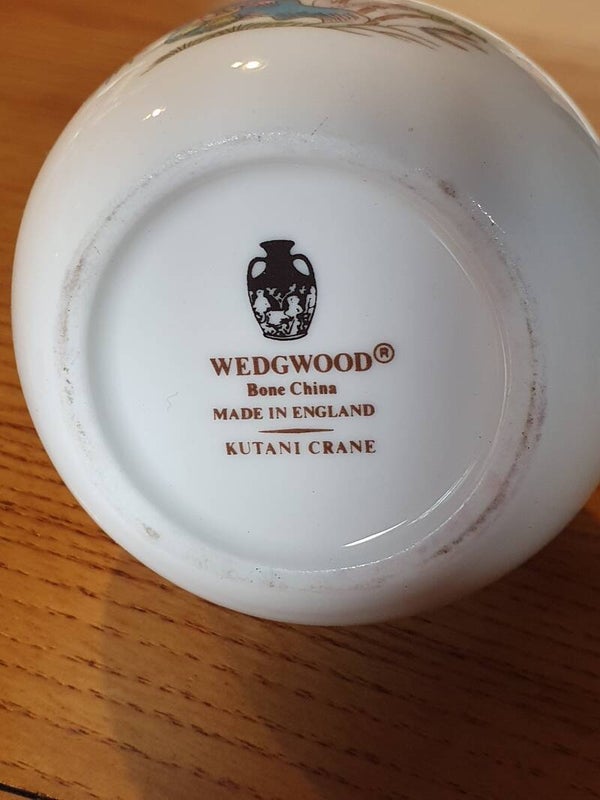 WEDGWOOD®
Bone China
MADE IN ENGLAND
KUTANI CRANE